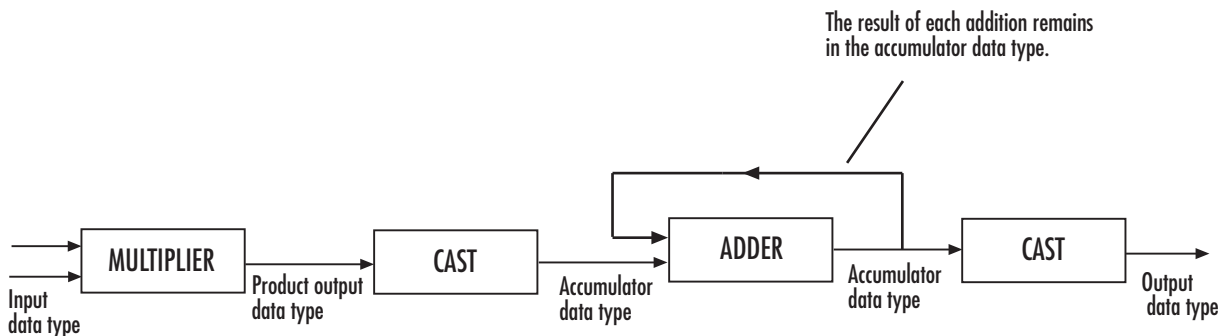 The result of each addition remains
in the accumulator data type.
MULTIPLIER
CAST
ADDER
CAST
Input
data type
Product output
data type
Accumulator
data type
Accumulator
data type
Output
data type